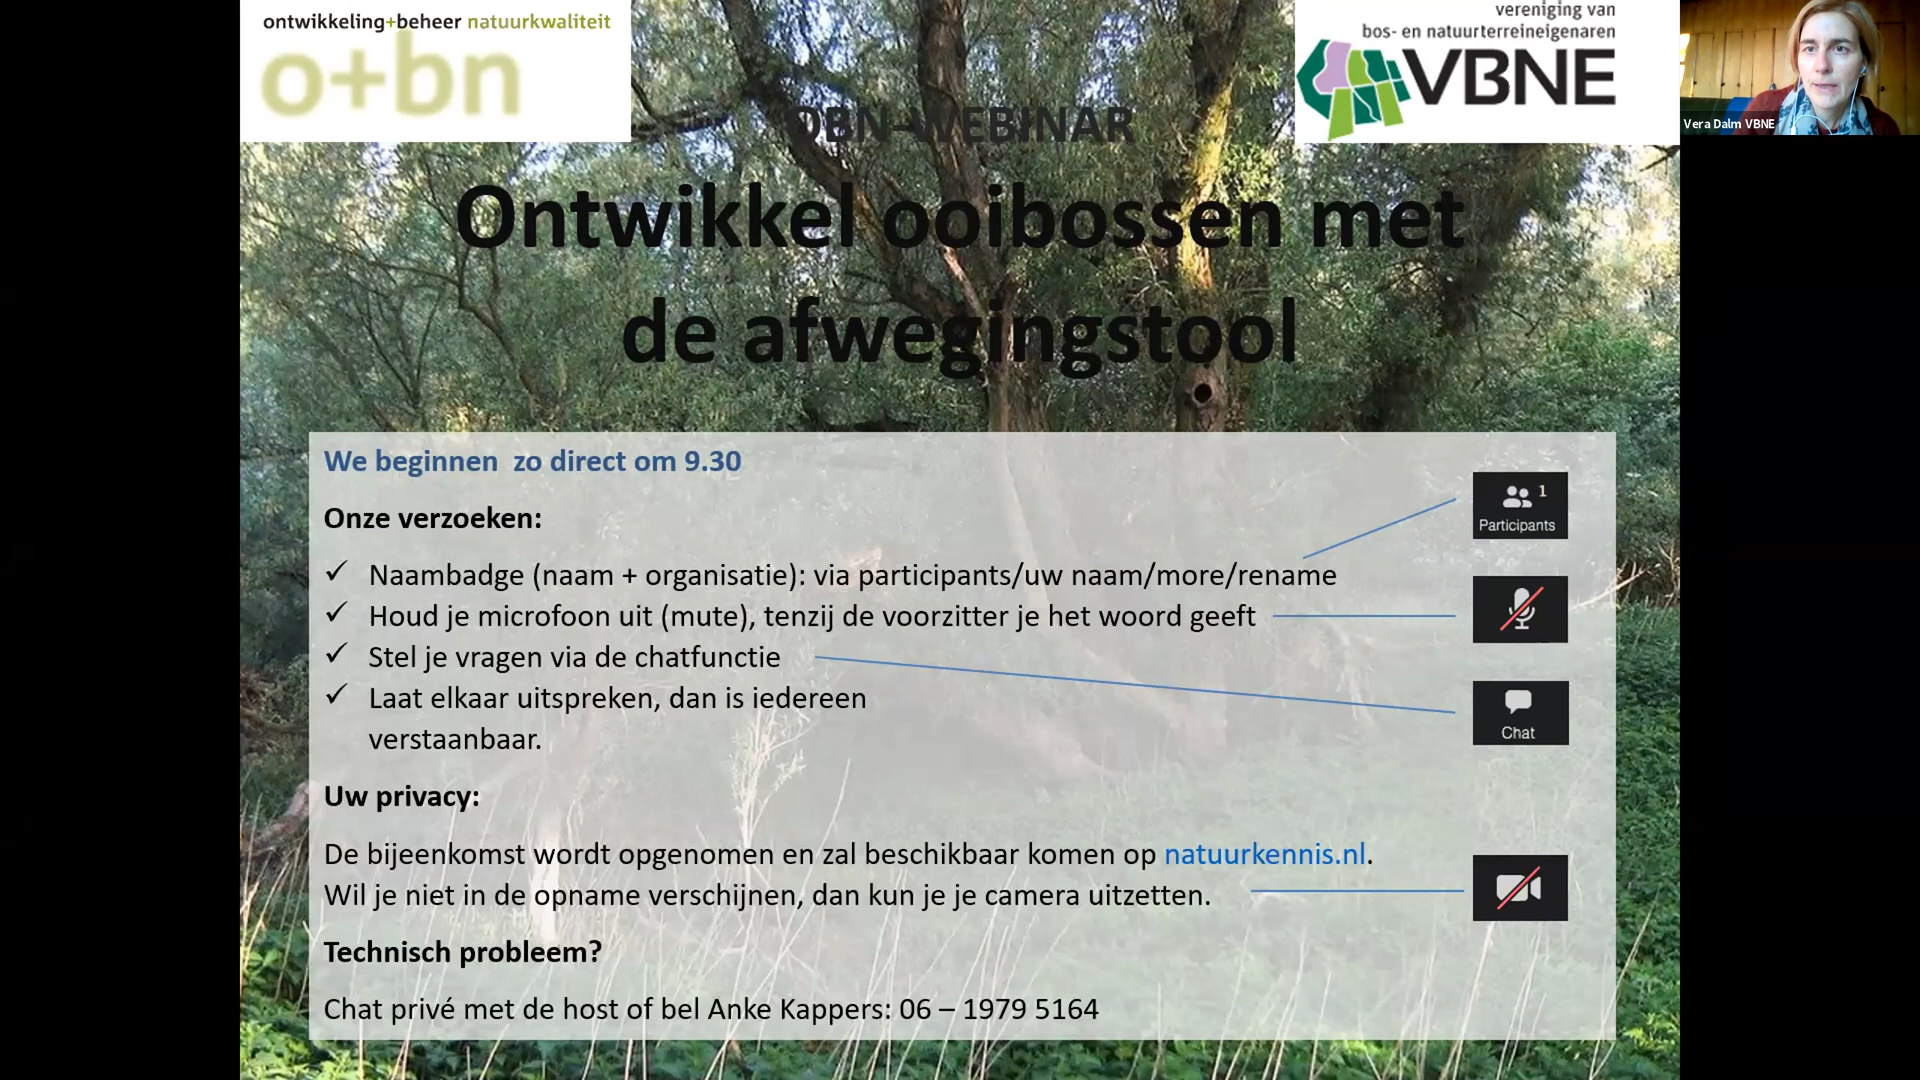 ontwikkeling+beheer natuurkwaliteit
o+bn
vereniging van
bos- en natuurterreineigenaren
VBNE
Vera Dalm VBNE
OBN-WEBINAR
Ontwikkel ooibossen met
de afwegingstool
We beginnen  zo direct om 9.30
Onze verzoeken:
✓ Naambadge (naam + organisatie): via participants/uw naam/more/rename
✓ Houd je microfoon uit (mute), tenzij de voorzitter je het woord geeft
✓ Stel je vragen via de chatfunctie
✓ Laat elkaar uitspreken, dan is iedereen
verstaanbaar.
1
Participants
Chat
Uw privacy:
De bijeenkomst wordt opgenomen en zal beschikbaar komen op natuurkennis.nl.
Wil je niet in de opname verschijnen, dan kun je je camera uitzetten.
Technisch probleem?
Chat privé met de host of bel Anke Kappers: 06 – 1979 5164